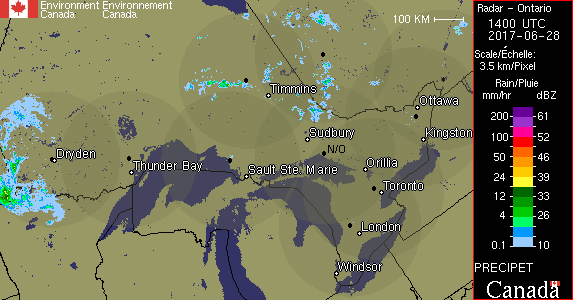 Environment Environnement
Canada Canada
100 KM
Timmins
Ottawa
Sudbury
Kingston
N/O
Dryden
Thunder Bay
Sault Ste. Marie
Orillia
Toronto
London
Windsor
Radar - Ontario
1400 UTC
2017-06-28
Scale/Échelle:
3.5 km/Pixel
Rain/Pluie
mm/hr dBZ
200 61
100 52
50 46
24 39
12 33
4 26
1 20
0.1 10
PRECIPET
Canada